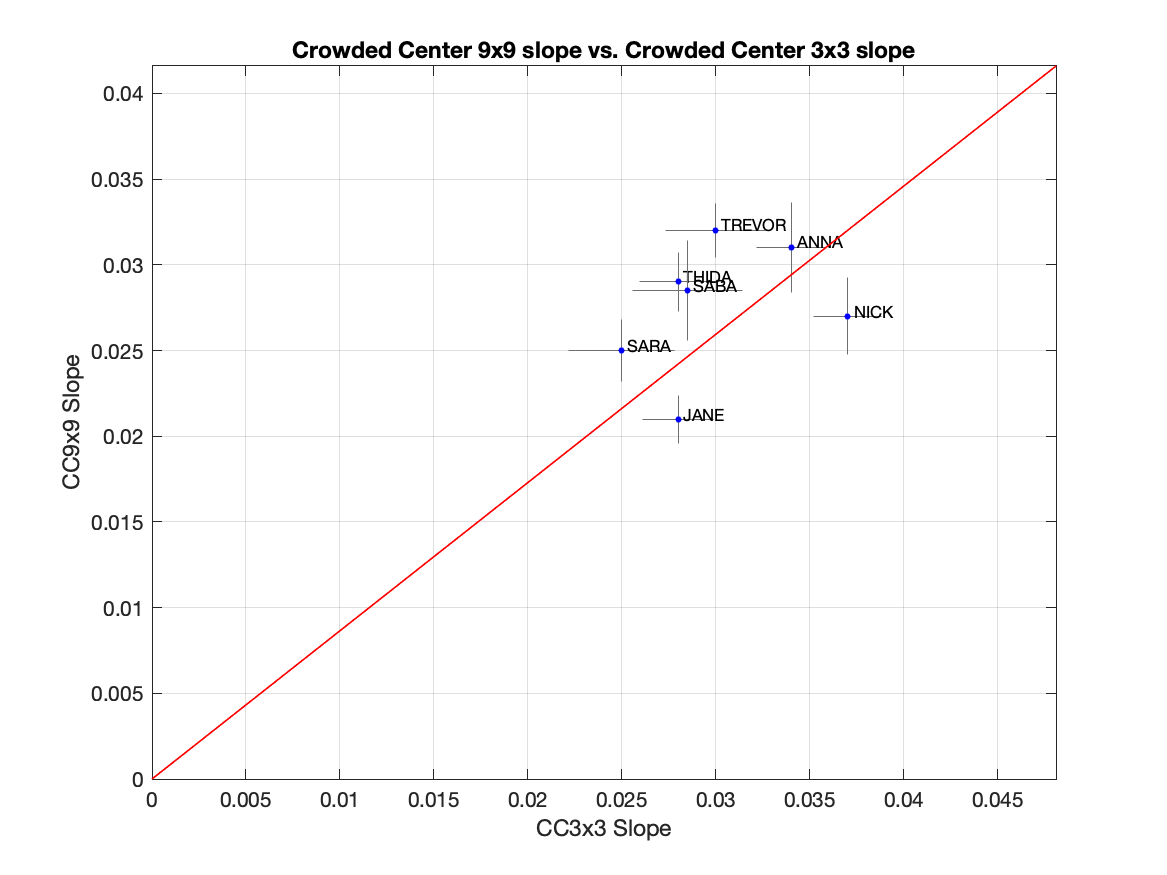 Crowded Center 9x9 slope vs. Crowded Center 3x3 slope
0.04
0.035
0.03
0.025
0.02
0.015
0.01
0.005
0
CC9x9 Slope
TREVOR
ANNA
THIDA
SABA
NICK
SARA
JANE
0 0.005 0.01 0.015 0.02 0.025 0.03 0.035 0.04 0.045
CC3x3 Slope